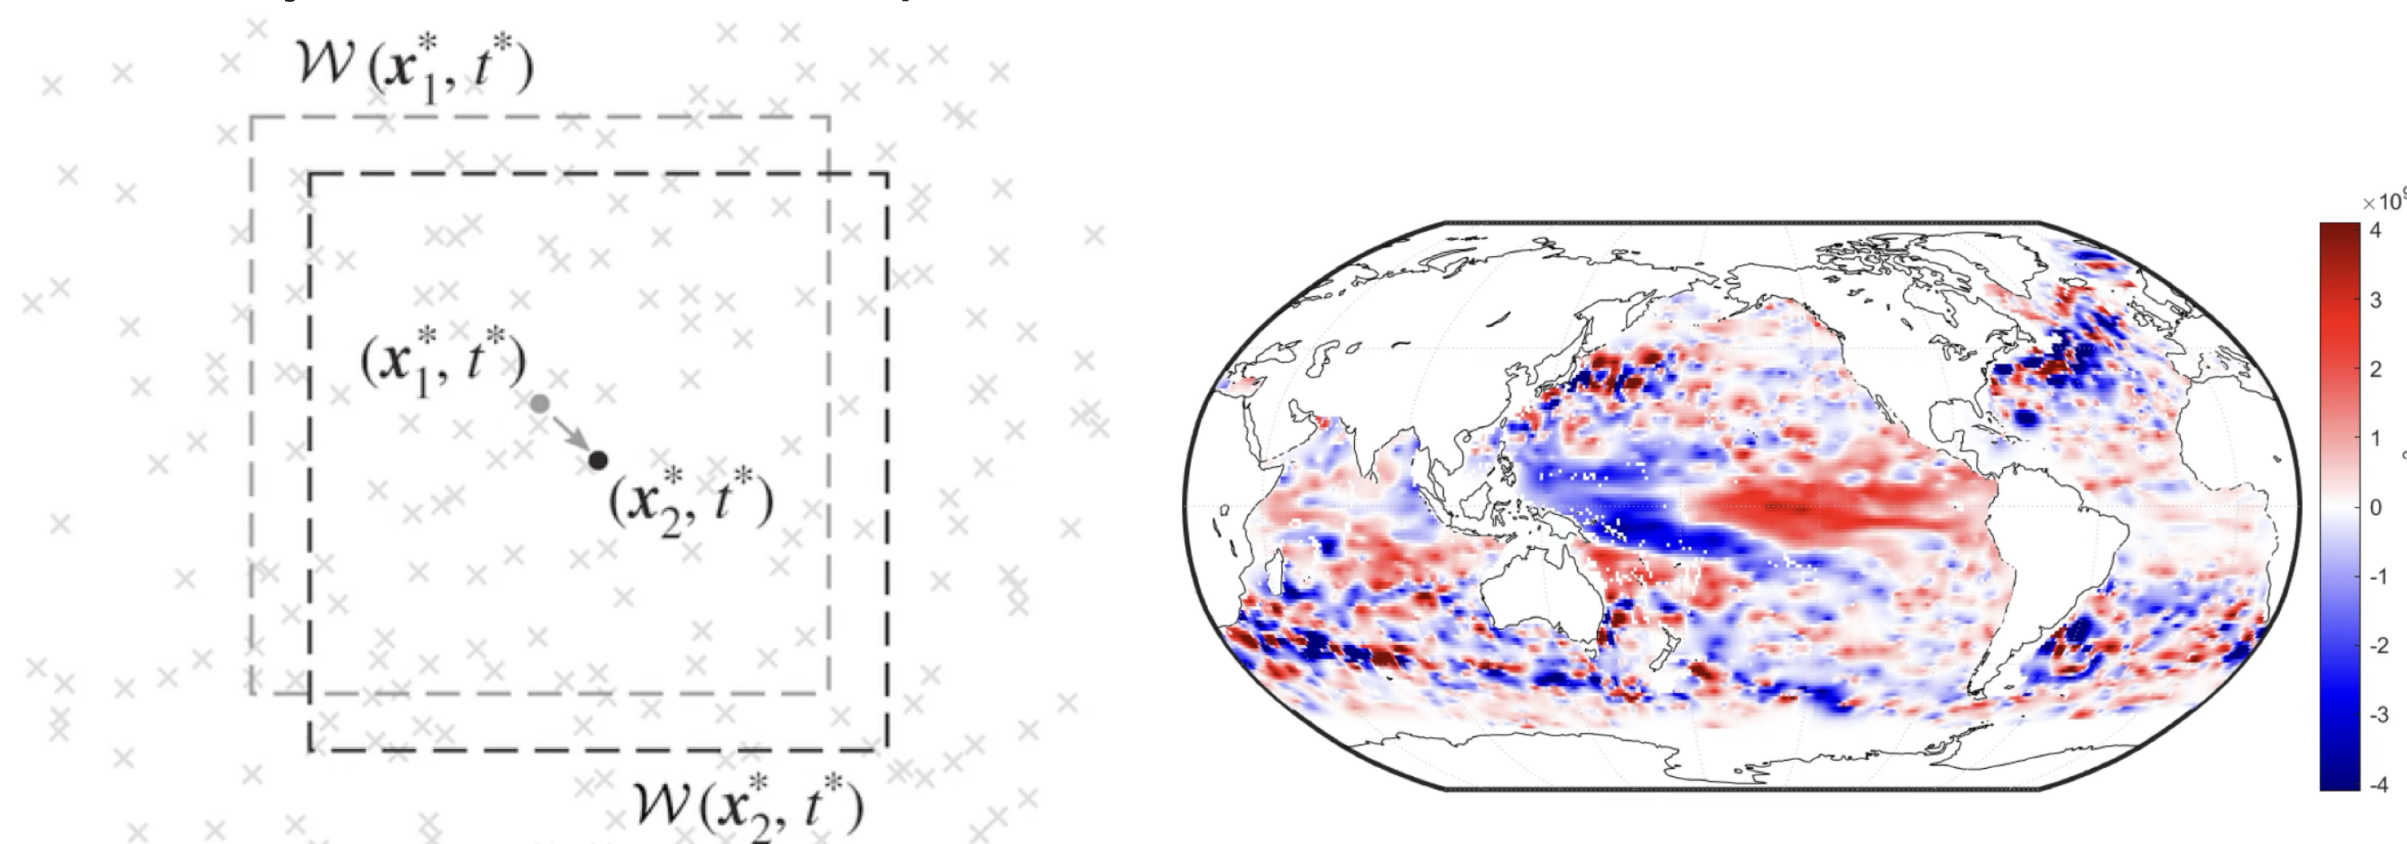 𝒲(x₁*, t*)
(x₁*, t*)
(x₂*, t*)
𝒲(x₂*, t*)
4
3
2
1
0
-1
-2
-3
-4